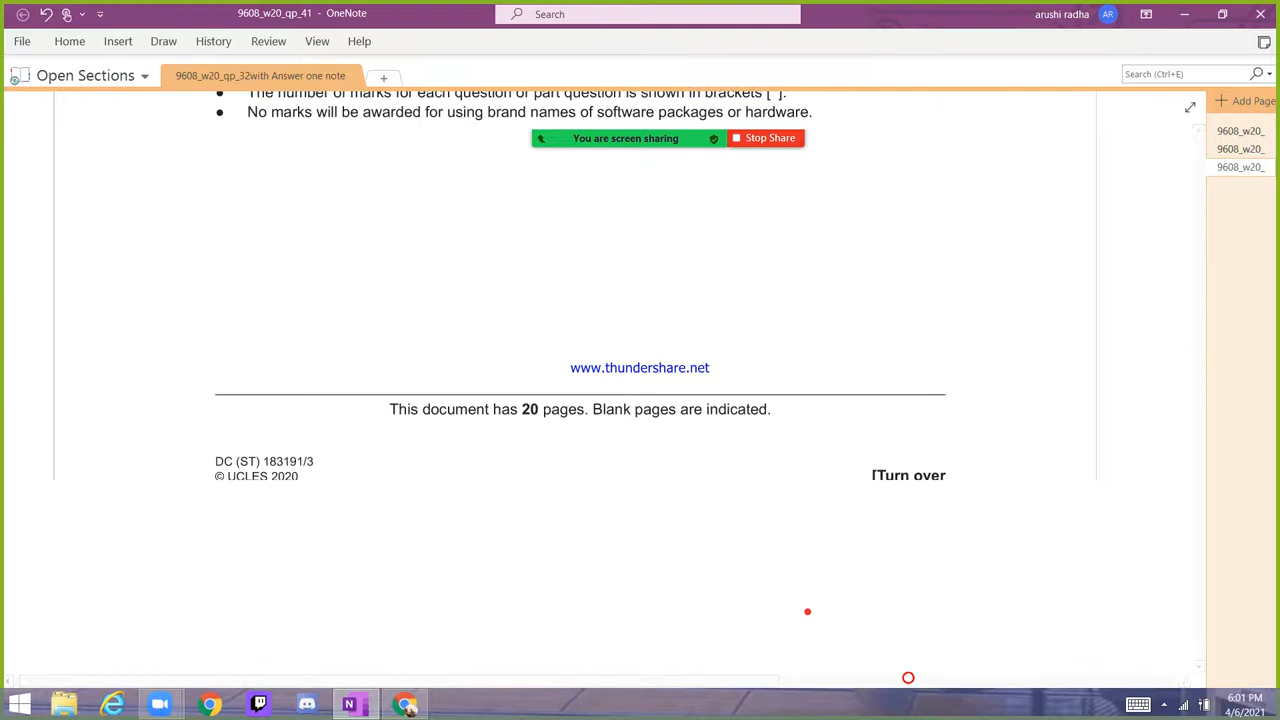 9608_w20_qp_41 - OneNote
Search
arushi radha
AR
File Home Insert Draw History Review View Help
Open Sections
9608_w20_qp_32with Answer one note
+
Search (Ctrl+E)
+ Add Page
9608_w20_
9608_w20_
9608_w20_
● The number of marks for each question or part question is shown in brackets [ ].
● No marks will be awarded for using brand names of software packages or hardware.
You are screen sharing
Stop Share
www.thundershare.net
This document has 20 pages. Blank pages are indicated.
DC (ST) 183191/3
© UCLES 2020
[Turn over
6:01 PM
4/6/2021